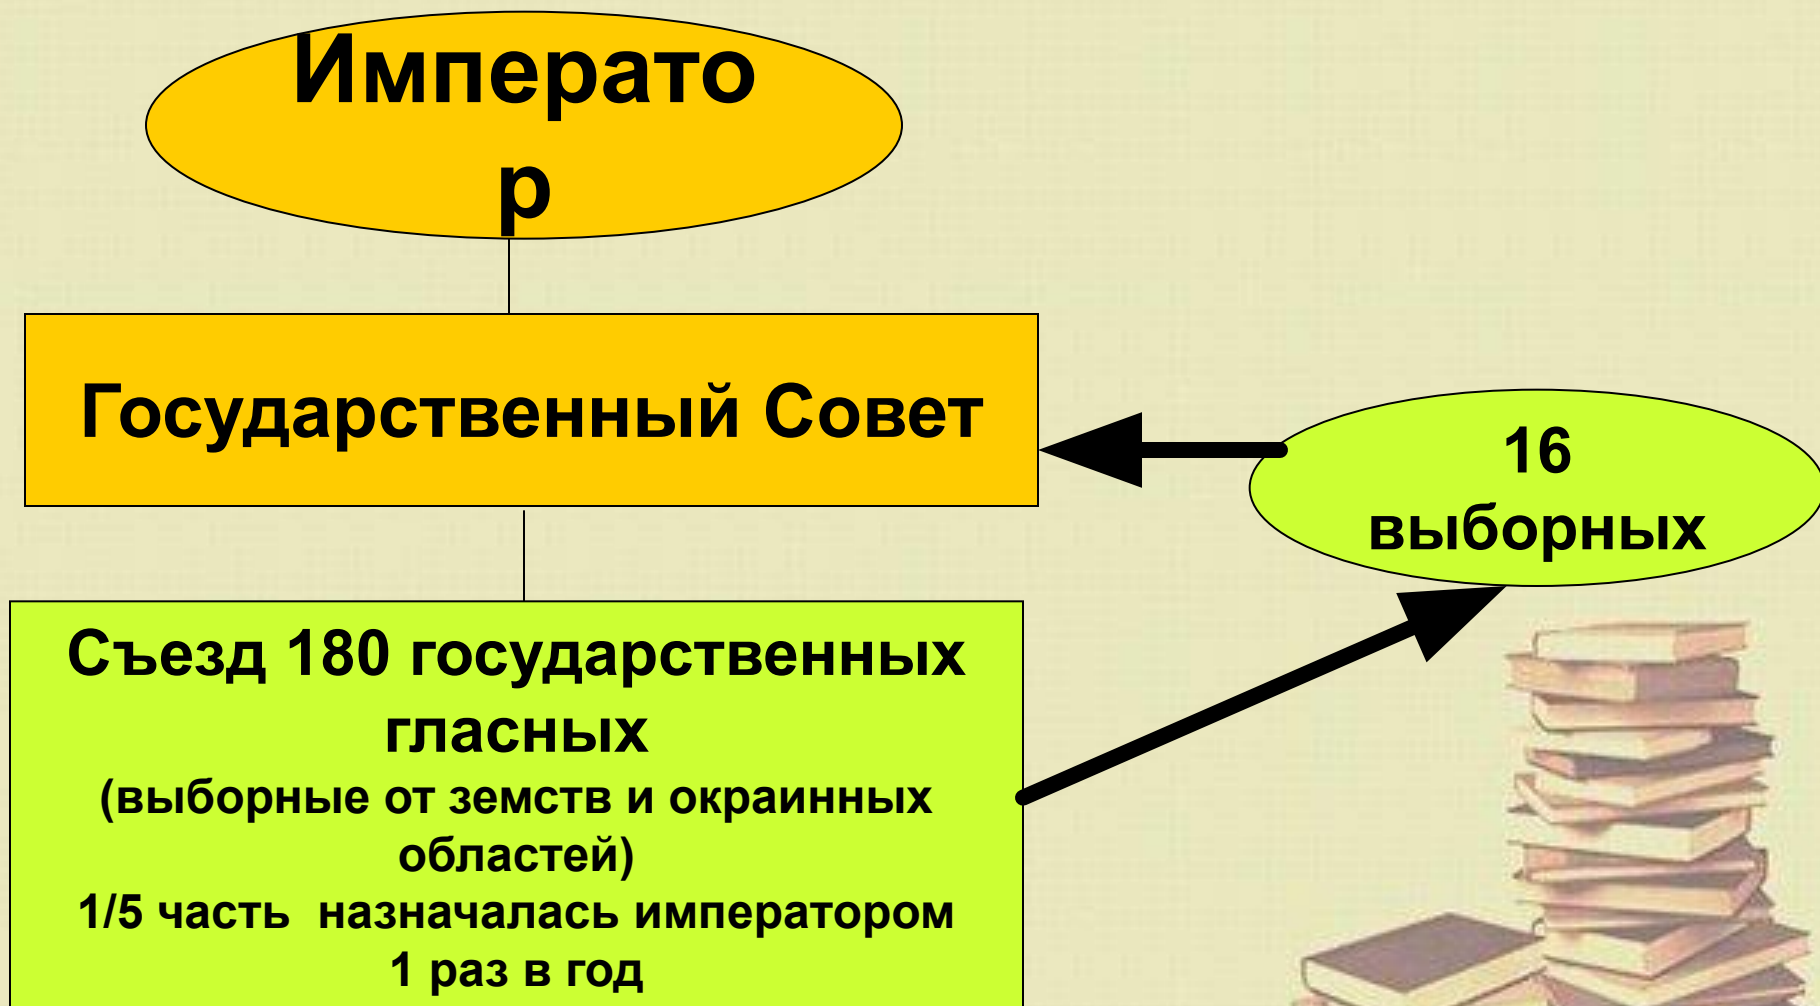 Императо
р
Государственный Совет
16
выборных
Съезд 180 государственных
гласных
(выборные от земств и окраинных
областей)
1/5 часть назначалась императором
1 раз в год